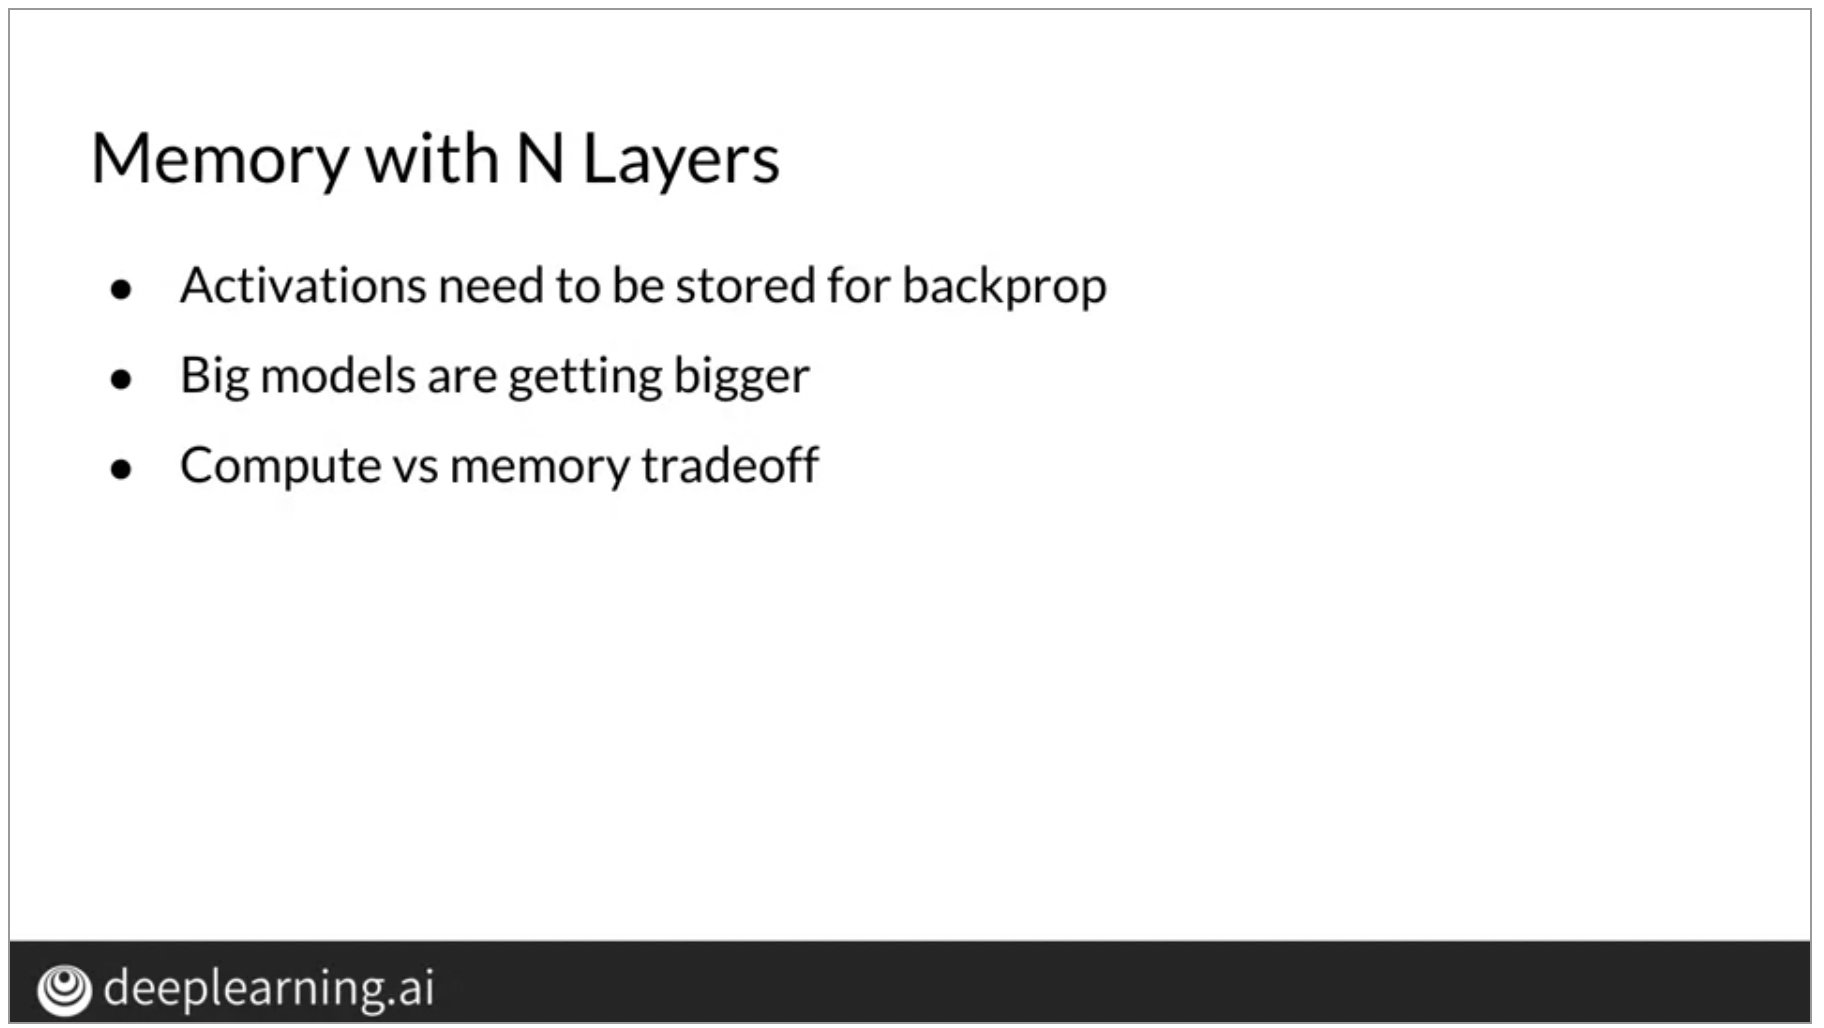 Memory with N Layers
● Activations need to be stored for backprop
● Big models are getting bigger
● Compute vs memory tradeoff
deeplearning.ai